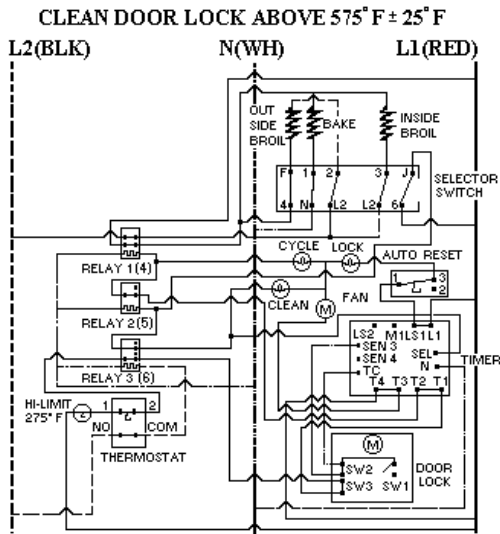 CLEAN DOOR LOCK ABOVE 575°F ± 25°F
L2(BLK) N(WH) L1(RED)
OUT SIDE BROIL
BAKE
INSIDE BROIL
F 1 2 3 J
4 N L2 L2 6
SELECTOR SWITCH
CYCLE LOCK
AUTO RESET
RELAY 1(4)
1 3
2
FAN
CLEAN
M
RELAY 2(5)
LS2 M1 LS1 L1
SEN 3 SEL
SEN 4 N
TC
T4 T3 T2 T1
TIMER
RELAY 3 (6)
HI-LIMIT 275°F
1 2
NO COM
THERMOSTAT
M
SW2
SW3 SW1
DOOR LOCK